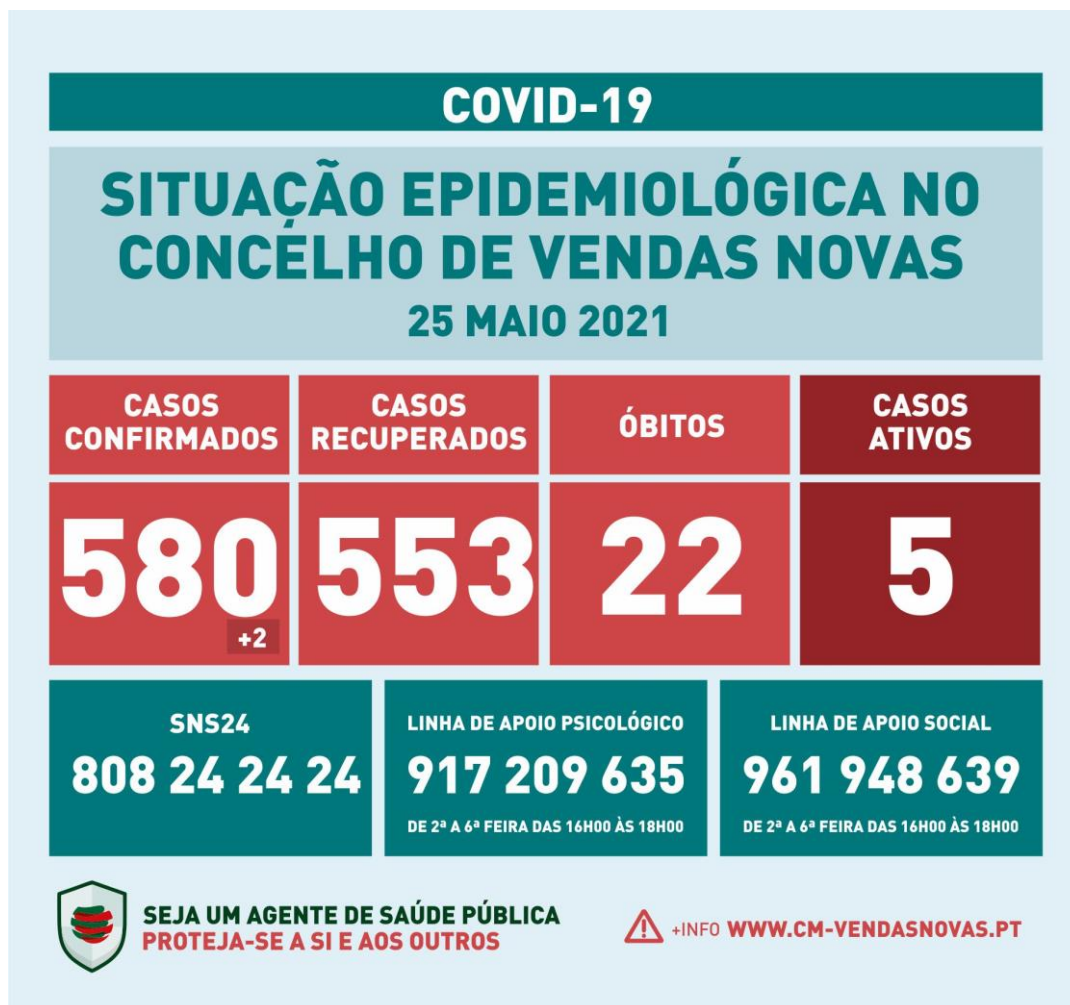 COVID-19
SITUAÇÃO EPIDEMIOLÓGICA NO
CONCELHO DE VENDAS NOVAS
25 MAIO 2021
CASOS
CONFIRMADOS
CASOS
RECUPERADOS
ÓBITOS
CASOS
ATIVOS
580
+2
553
22
5
SNS24
808 24 24 24
LINHA DE APOIO PSICOLÓGICO
917 209 635
DE 2ª A 6ª FEIRA DAS 16H00 ÀS 18H00
LINHA DE APOIO SOCIAL
961 948 639
DE 2ª A 6ª FEIRA DAS 16H00 ÀS 18H00
SEJA UM AGENTE DE SAÚDE PÚBLICA
PROTEJA-SE A SI E AOS OUTROS
+INFO WWW.CM-VENDASNOVAS.PT